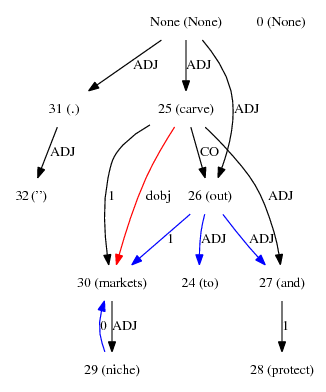 None (None) 0 (None)
ADJ ADJ
31 (.) 25 (carve) ADJ
ADJ CO
32 ('') 1 dobj 26 (out) ADJ
1 ADJ ADJ
30 (markets) 24 (to) 27 (and)
0 ADJ 1
29 (niche) 28 (protect)